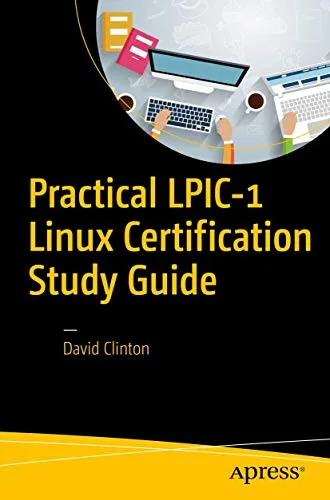 Practical LPIC-1
Linux Certification
Study Guide
—
David Clinton
Apress®